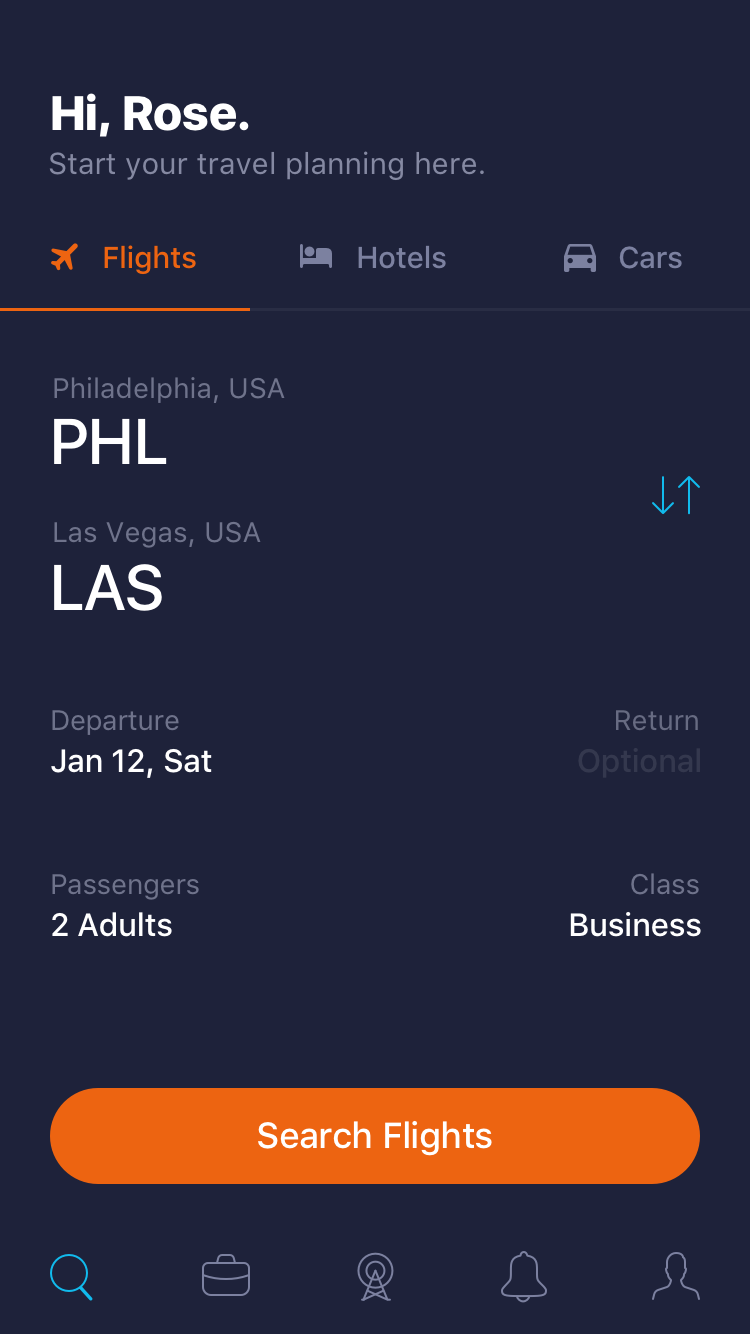 Hi, Rose.
Start your travel planning here.
Flights Hotels Cars
Philadelphia, USA
PHL
Las Vegas, USA
LAS
Departure Return
Jan 12, Sat Optional
Passengers Class
2 Adults Business
Search Flights